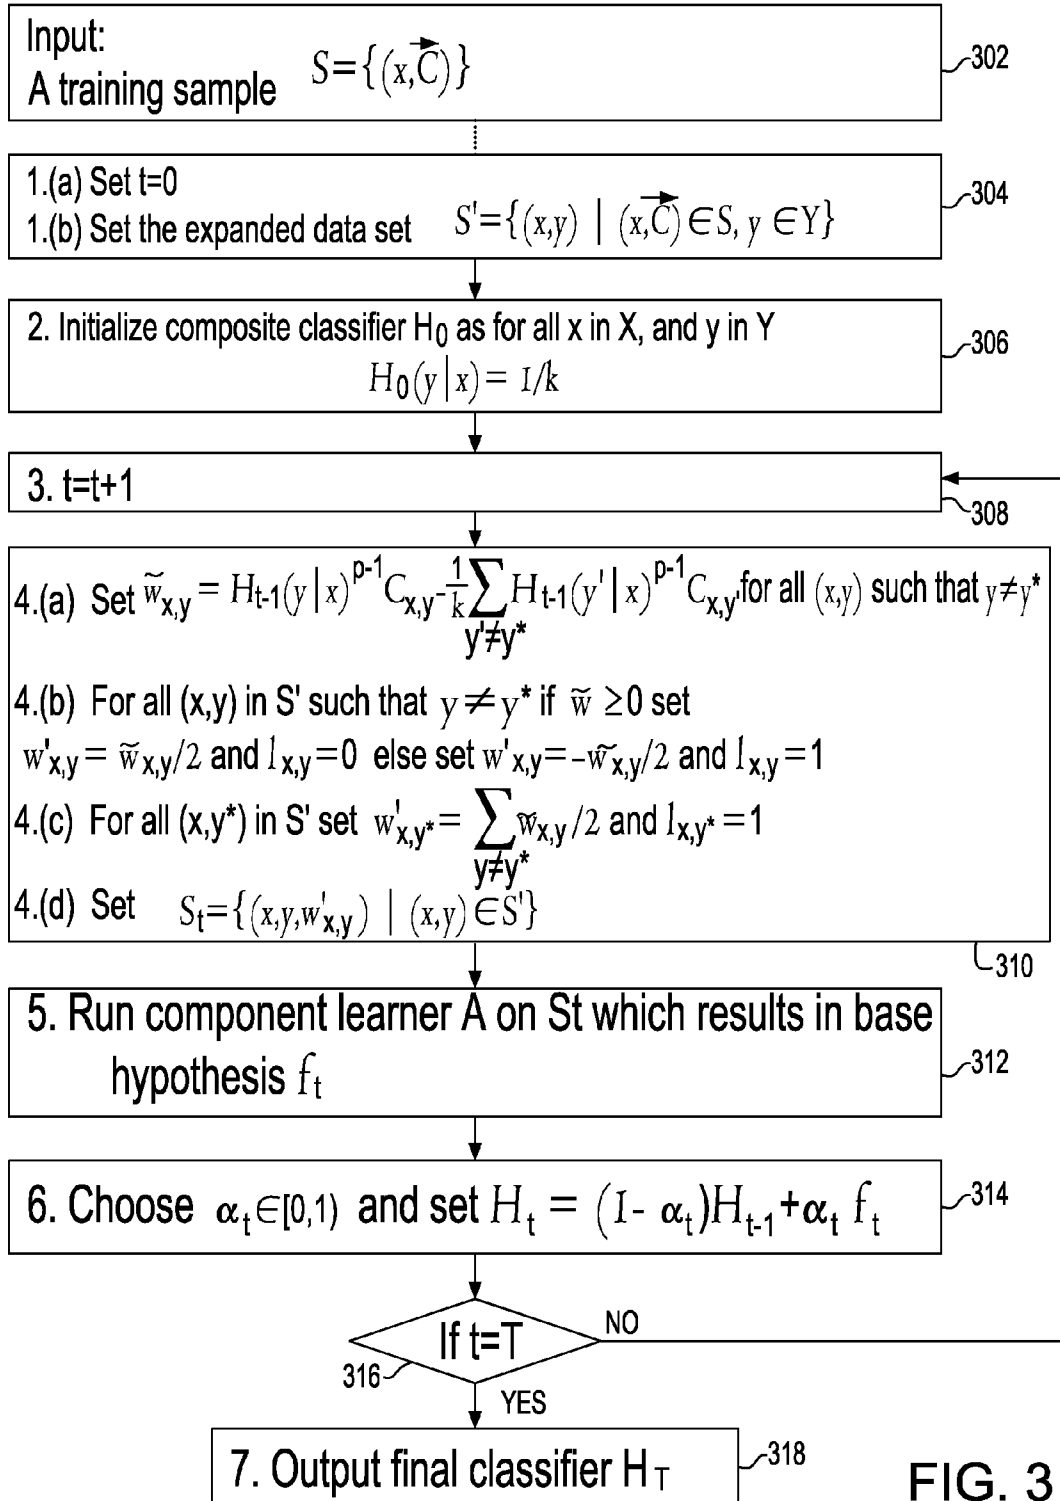 Input:
A training sample S={(x,C⃗)}
302
1.(a) Set t=0
1.(b) Set the expanded data set S'={(x,y) | (x,C⃗)∈S, y ∈Y}
304
2. Initialize composite classifier H₀ as for all x in X, and y in Y
H₀(y|x)= 1/k
306
3. t=t+1
308
4.(a) Set w̃x,y = Ht-1(y|x)^p-1 Cx,y - 1/k ∑y'≠y* Ht-1(y'|x)^p-1 Cx,y' for all (x,y) such that y≠y*
4.(b) For all (x,y) in S' such that y≠y* if w̃ ≥0 set
w'x,y= w̃x,y/2 and lx,y=0 else set w'x,y=-w̃x,y/2 and lx,y=1
4.(c) For all (x,y*) in S' set w'x,y*= ∑y≠y* w̃x,y/2 and lx,y*=1
4.(d) Set St={(x,y,w'x,y) | (x,y)∈S'}
310
5. Run component learner A on St which results in base
hypothesis ft
312
6. Choose αt∈[0,1) and set Ht = (1- αt)Ht-1+αt ft
314
If t=T
NO
316
YES
7. Output final classifier HT
318
FIG. 3